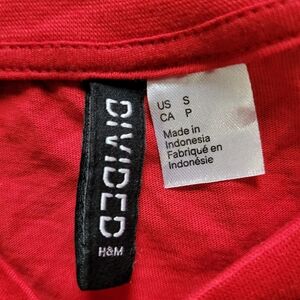 DIVIDED
H&M
US S
CA P
Made in
Indonesia
Fabriqué en
Indonésie